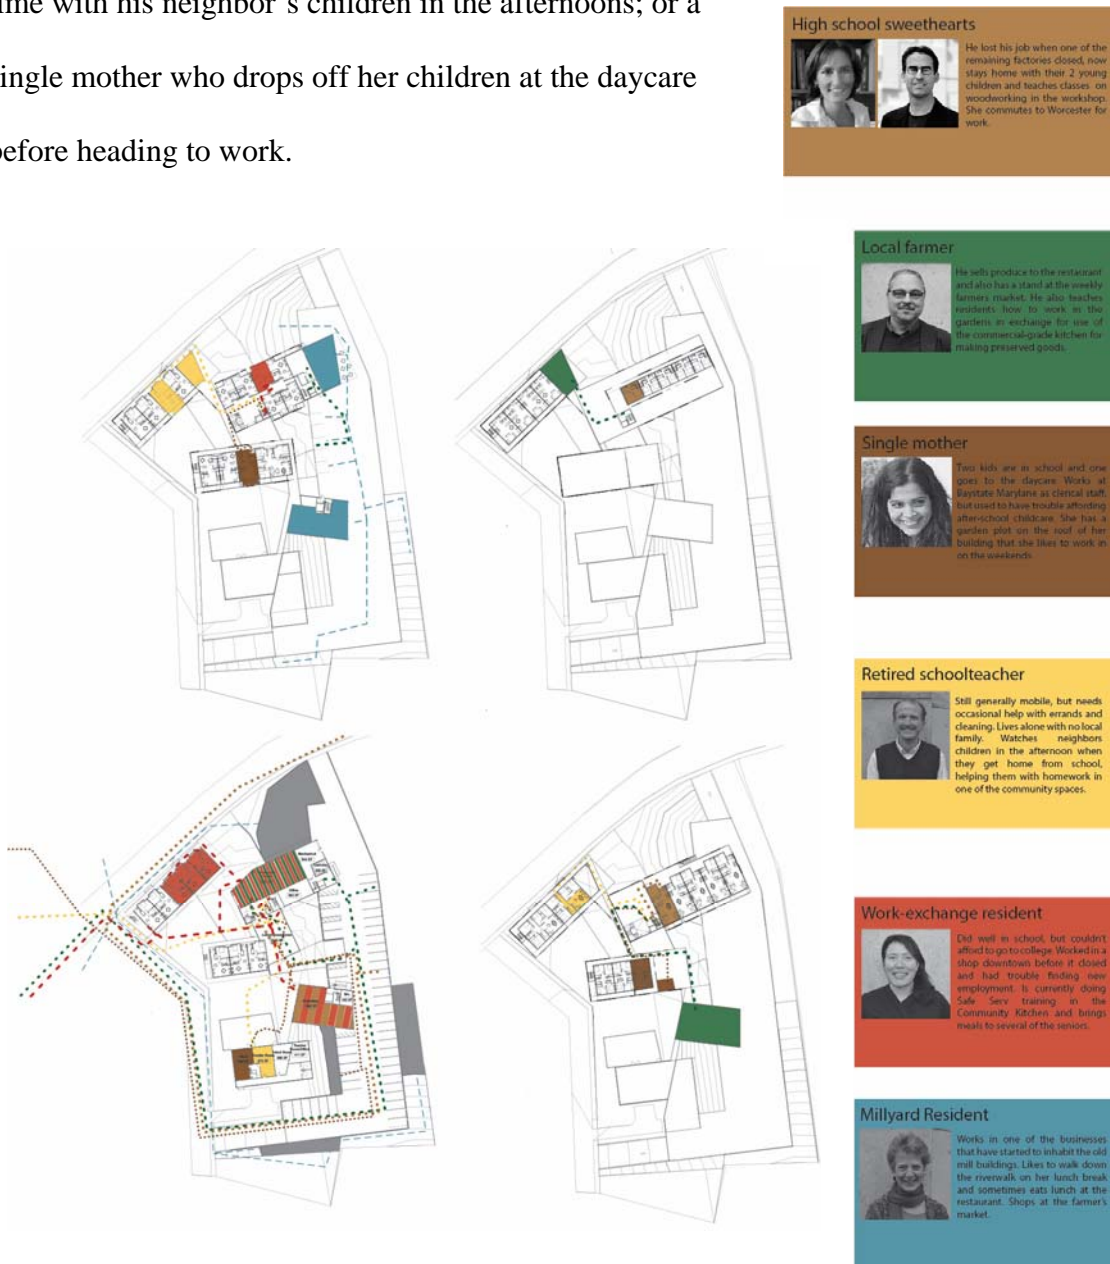 ime with his neighbor's children in the afternoons; or a
ingle mother who drops off her children at the daycare
before heading to work.
High school sweethearts
He lost his job when one of the
remaining factories closed, now
stays home with their 2 young
children and teaches classes on
woodworking in the workshop.
She commutes to Worcester for
work.
Local farmer
He sells produce to the restaurant
and also has a stand at the weekly
farmers market. He also teaches
residents how to work in the
gardens in exchange for use of
the commercial-grade kitchen for
making preserved goods.
Single mother
Two kids are in school and one
goes to the daycare. Works at
Baystate Marylane as clerical staff,
but used to have trouble affording
after-school childcare. She has a
garden plot on the roof of her
building that she likes to work in
on the weekends.
Retired schoolteacher
Still generally mobile, but needs
occasional help with errands and
cleaning. Lives alone with no local
family. Watches neighbors
children in the afternoon when
they get home from school,
helping them with homework in
one of the community spaces.
Work-exchange resident
Did well in school, but couldn't
afford to go to college. Worked in a
shop downtown before it closed
and had trouble finding new
employment. Is currently doing
Safe Serv training in the
Community Kitchen and brings
meals to several of the seniors.
Millyard Resident
Works in one of the businesses
that have started to inhabit the old
mill buildings. Likes to walk down
the riverwalk on her lunch break
and sometimes eats lunch at the
restaurant. Shops at the farmer's
market.